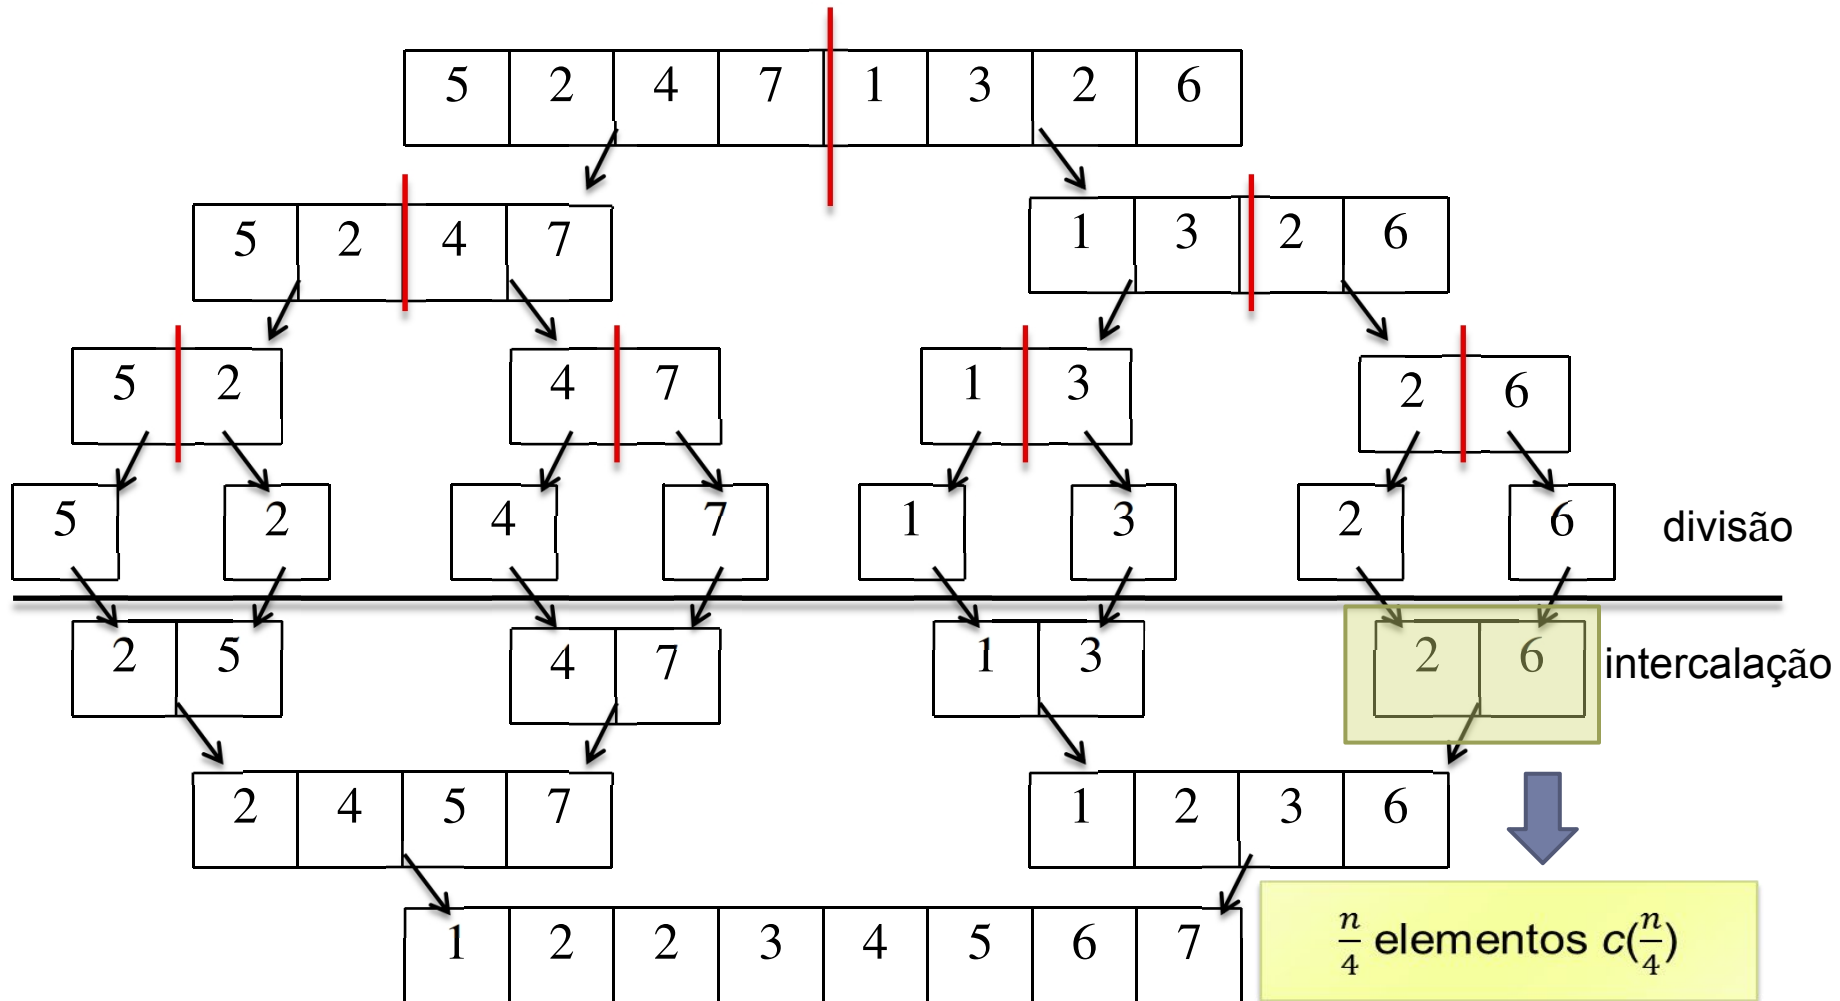 5 2 4 7 1 3 2 6
5 2 4 7 1 3 2 6
5 2 4 7 1 3 2 6
5 2 4 7 1 3 2 6 divisão
2 5 4 7 1 3 2 6 intercalação
2 4 5 7 1 2 3 6
1 2 2 3 4 5 6 7
n/4 elementos c(n/4)